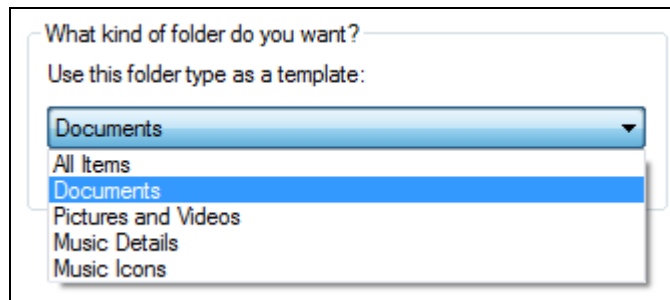 What kind of folder do you want?
Use this folder type as a template:
Documents
All Items
Documents
Pictures and Videos
Music Details
Music Icons